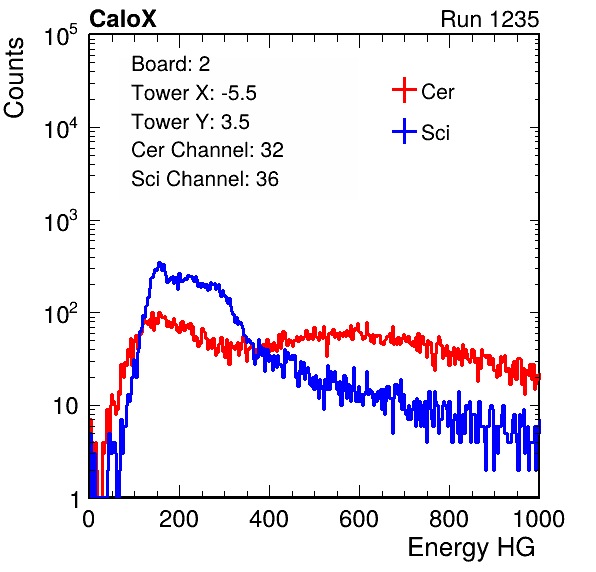 CaloX Run 1235
Counts
Board: 2
Tower X: -5.5
Tower Y: 3.5
Cer Channel: 32
Sci Channel: 36
Cer
Sci
10^5
10^4
10^3
10^2
10
1
0 200 400 600 800 1000
Energy HG